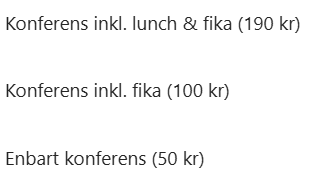 Konferens inkl. lunch & fika (190 kr)
Konferens inkl. fika (100 kr)
Enbart konferens (50 kr)